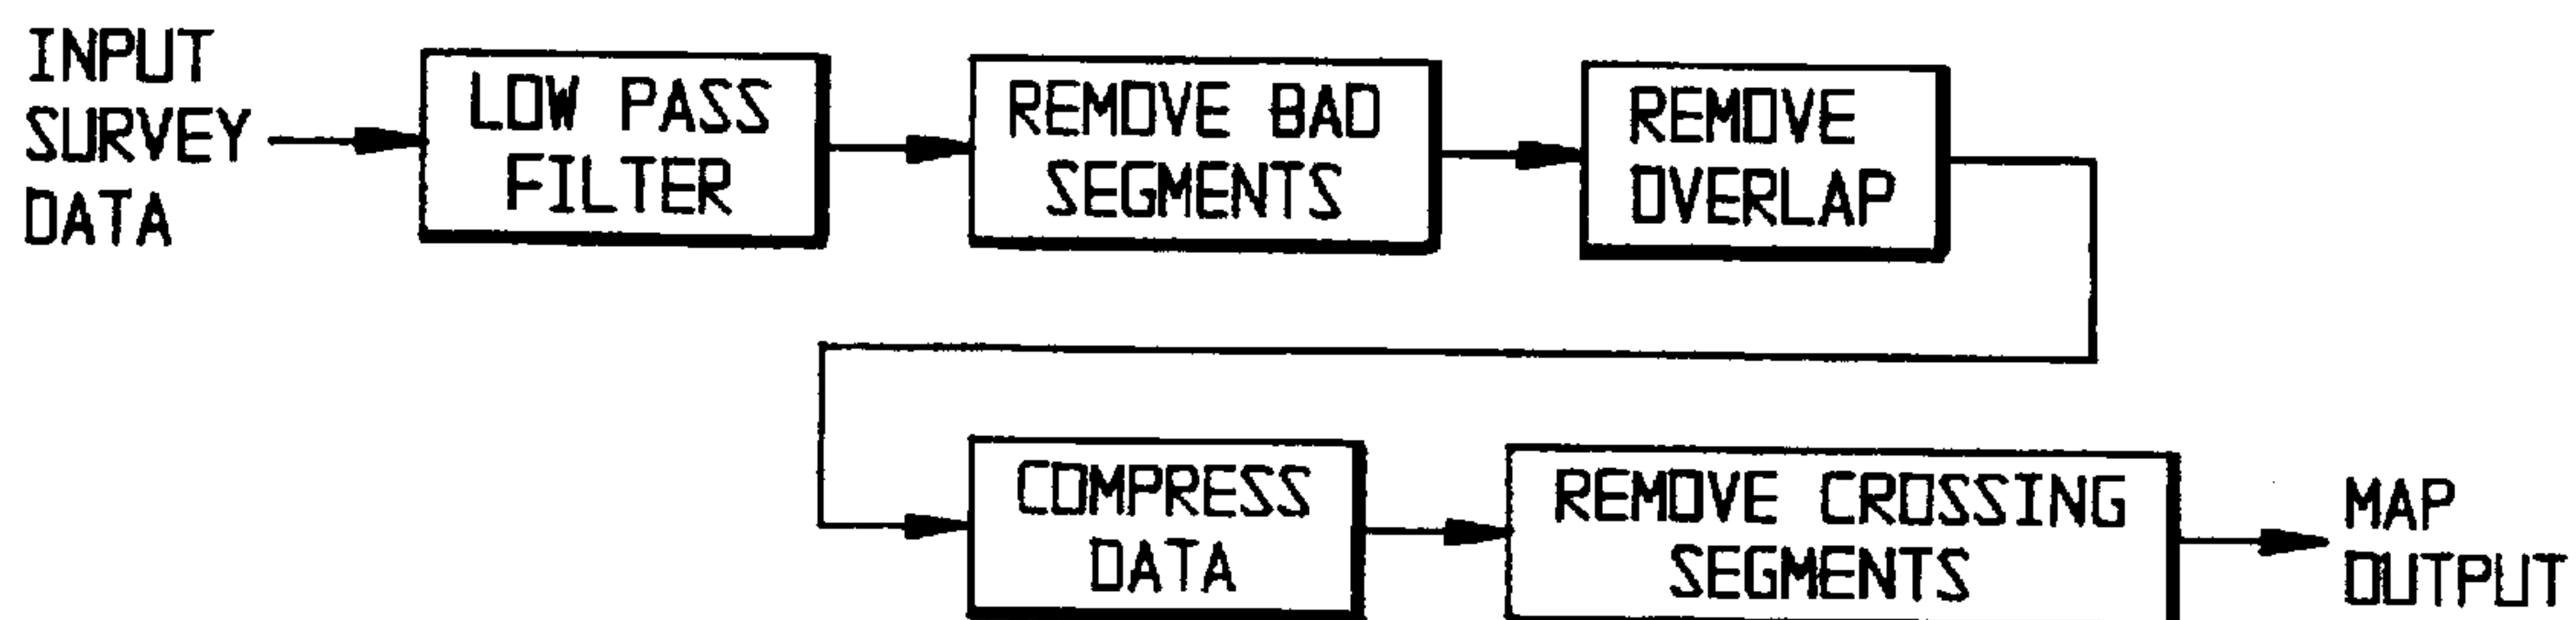 INPUT
SURVEY
DATA
LOW PASS
FILTER
REMOVE BAD
SEGMENTS
REMOVE
OVERLAP
COMPRESS
DATA
REMOVE CROSSING
SEGMENTS
MAP
OUTPUT